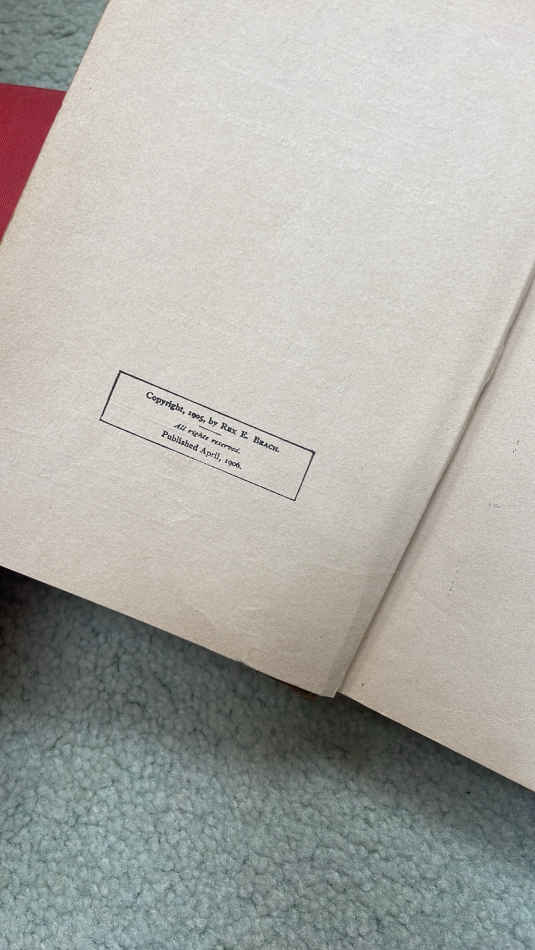 Copyright, 1905, by REX E. BEACH.
All rights reserved.
Published April, 1906.